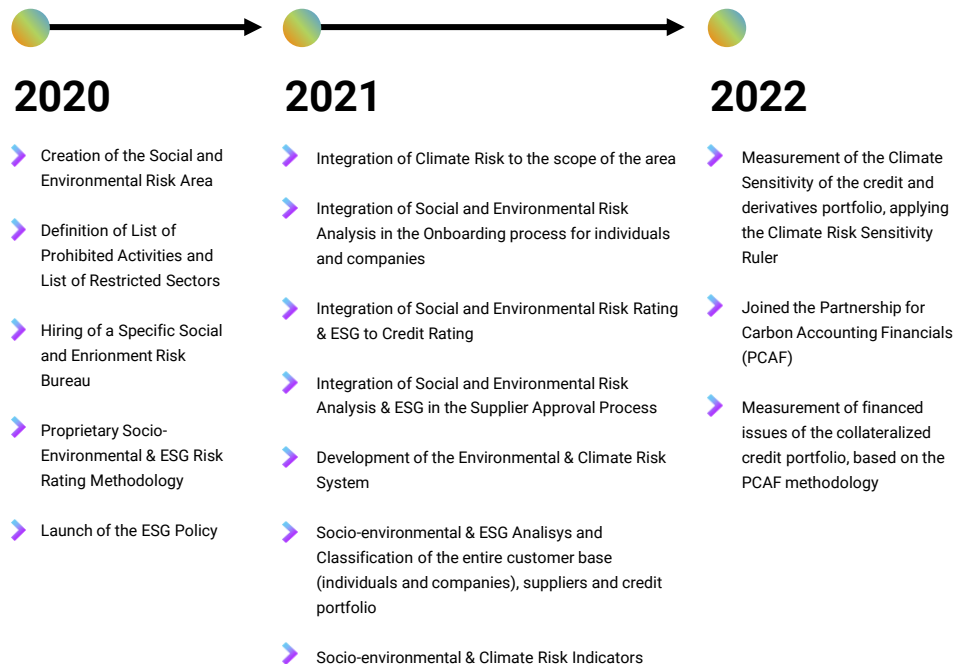 2020
Creation of the Social and
Environmental Risk Area
Definition of List of
Prohibited Activities and
List of Restricted Sectors
Hiring of a Specific Social
and Enrionment Risk
Bureau
Proprietary Socio-
Environmental & ESG Risk
Rating Methodology
Launch of the ESG Policy
2021
Integration of Climate Risk to the scope of the area
Integration of Social and Environmental Risk
Analysis in the Onboarding process for individuals
and companies
Integration of Social and Environmental Risk Rating
& ESG to Credit Rating
Integration of Social and Environmental Risk
Analysis & ESG in the Supplier Approval Process
Development of the Environmental & Climate Risk
System
Socio-environmental & ESG Analisys and
Classification of the entire customer base
(individuals and companies), suppliers and credit
portfolio
Socio-environmental & Climate Risk Indicators
2022
Measurement of the Climate
Sensitivity of the credit and
derivatives portfolio, applying
the Climate Risk Sensitivity
Ruler
Joined the Partnership for
Carbon Accounting Financials
(PCAF)
Measurement of financed
issues of the collateralized
credit portfolio, based on the
PCAF methodology